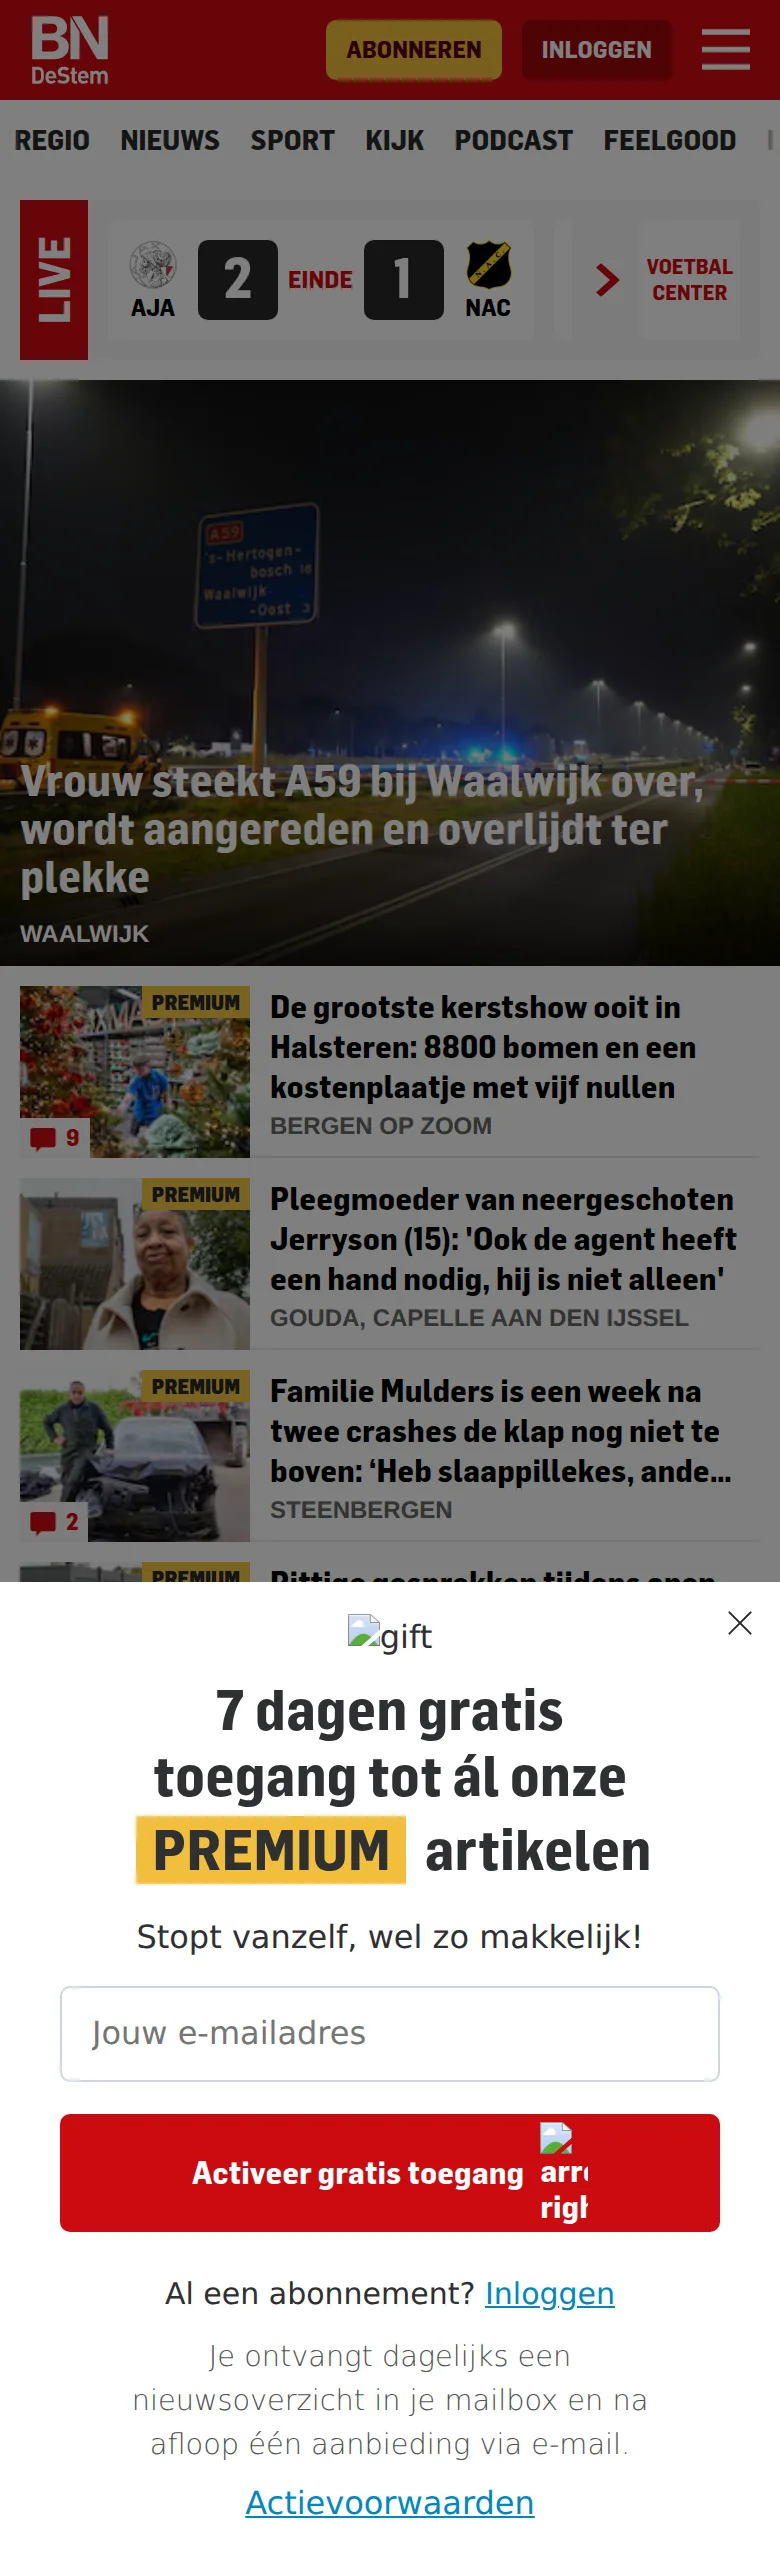 BN
DeStem
ABONNEREN
INLOGGEN
REGIO NIEUWS SPORT KIJK PODCAST FEELGOOD
LIVE
AJA
2
EINDE
1
NAC
VOETBAL
CENTER
A59
's-Hertogen-
bosch 16
Waalwijk
-Oost 3
Vrouw steekt A59 bij Waalwijk over,
wordt aangereden en overlijdt ter
plekke
WAALWIJK
PREMIUM
9
De grootste kerstshow ooit in
Halsteren: 8800 bomen en een
kostenplaatje met vijf nullen
BERGEN OP ZOOM
PREMIUM
Pleegmoeder van neergeschoten
Jerryson (15): 'Ook de agent heeft
een hand nodig, hij is niet alleen'
GOUDA, CAPELLE AAN DEN IJSSEL
PREMIUM
2
Familie Mulders is een week na
twee crashes de klap nog niet te
boven: ‘Heb slaappillekes, ande...
STEENBERGEN
PREMIUM
Pittige gesprekken tijdens open
gift
7 dagen gratis
toegang tot ál onze
PREMIUM artikelen
Stopt vanzelf, wel zo makkelijk!
Jouw e-mailadres
Activeer gratis toegang
Al een abonnement? Inloggen
Je ontvangt dagelijks een
nieuwsoverzicht in je mailbox en na
afloop één aanbieding via e-mail.
Actievoorwaarden